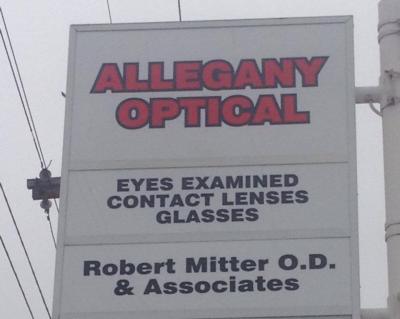 ALLEGANY
OPTICAL
EYES EXAMINED
CONTACT LENSES
GLASSES
Robert Mitter O.D.
& Associates